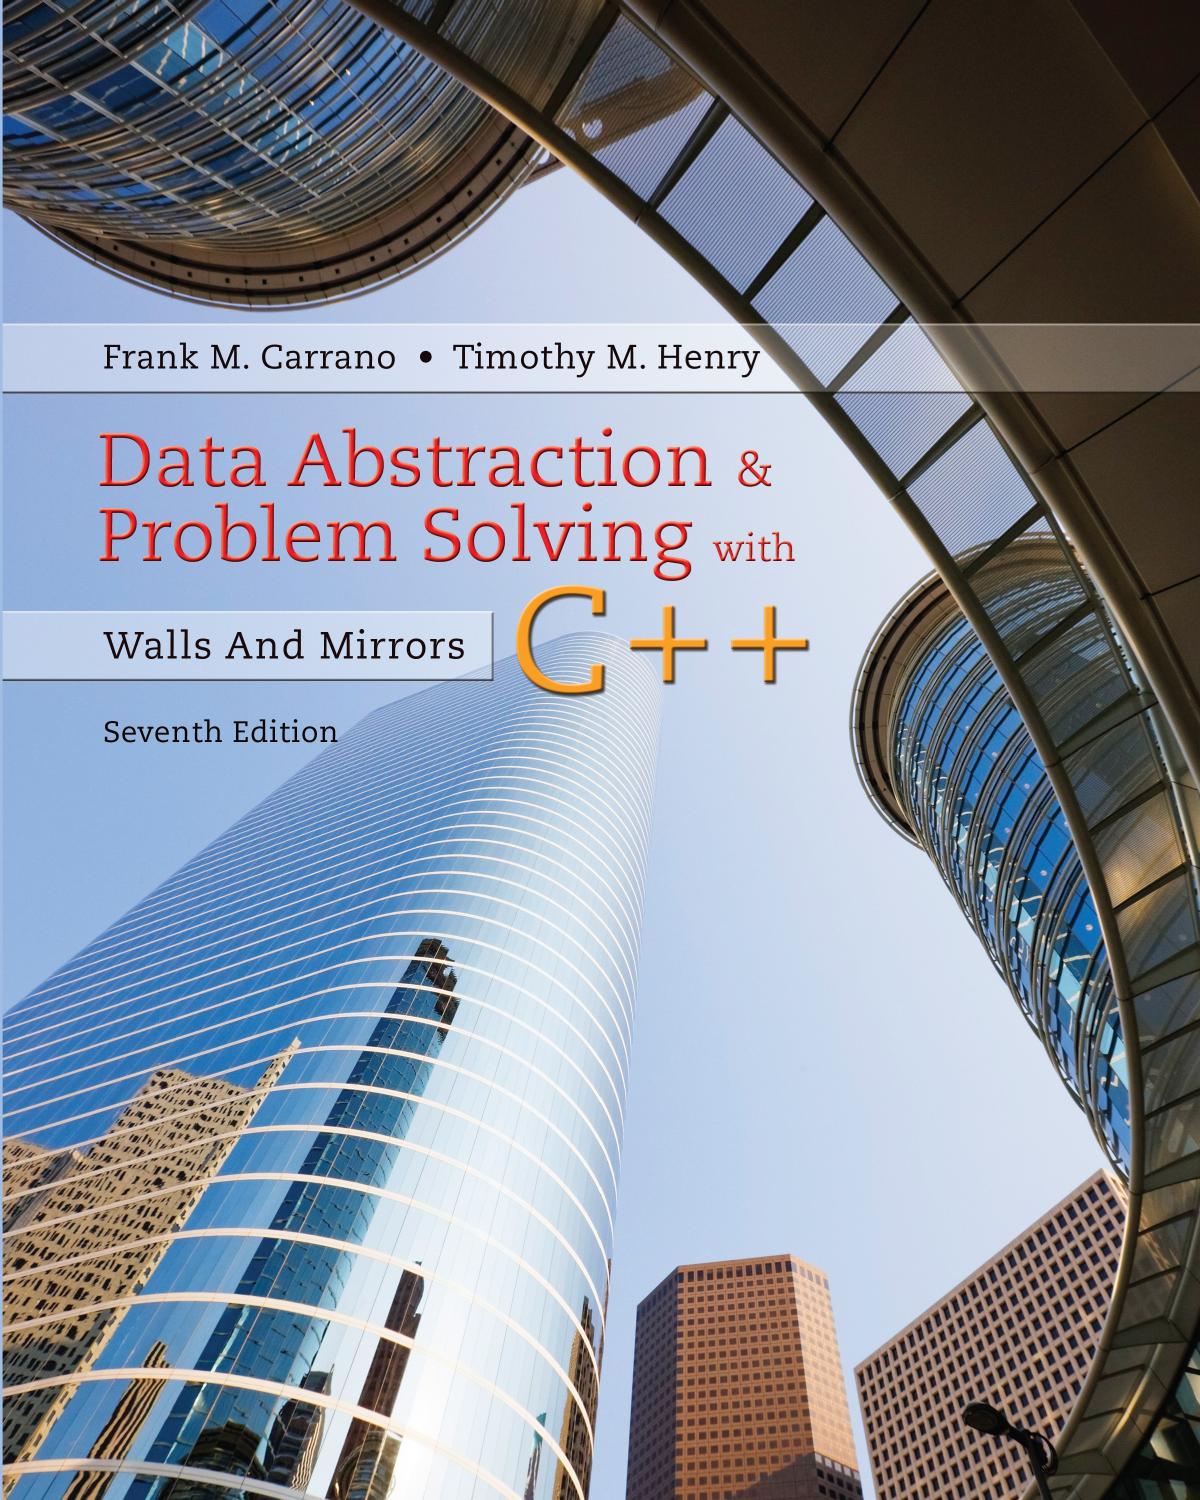 Frank M. Carrano • Timothy M. Henry
Data Abstraction &
Problem Solving with
C++
Walls And Mirrors
Seventh Edition